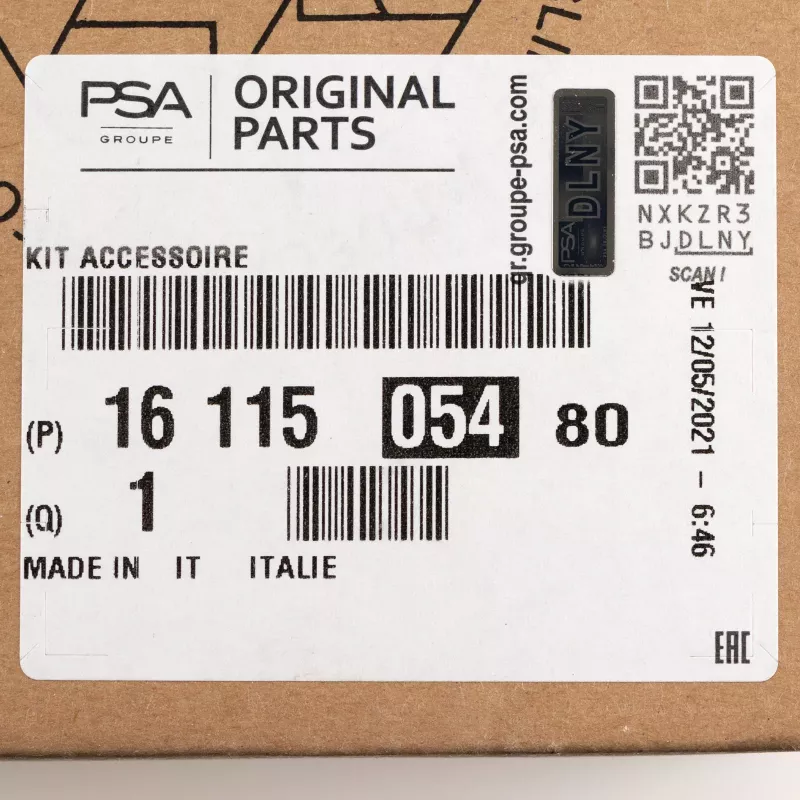 PSA
GROUPE
ORIGINAL
PARTS
gr.groupe-psa.com
DLNY
PSA
NXKZR3
BJDLNY
SCAN!
KIT ACCESSOIRE
(P) 16 115 054 80
(Q) 1
MADE IN IT ITALIE
VE 12/05/2021 - 6:46
EAC